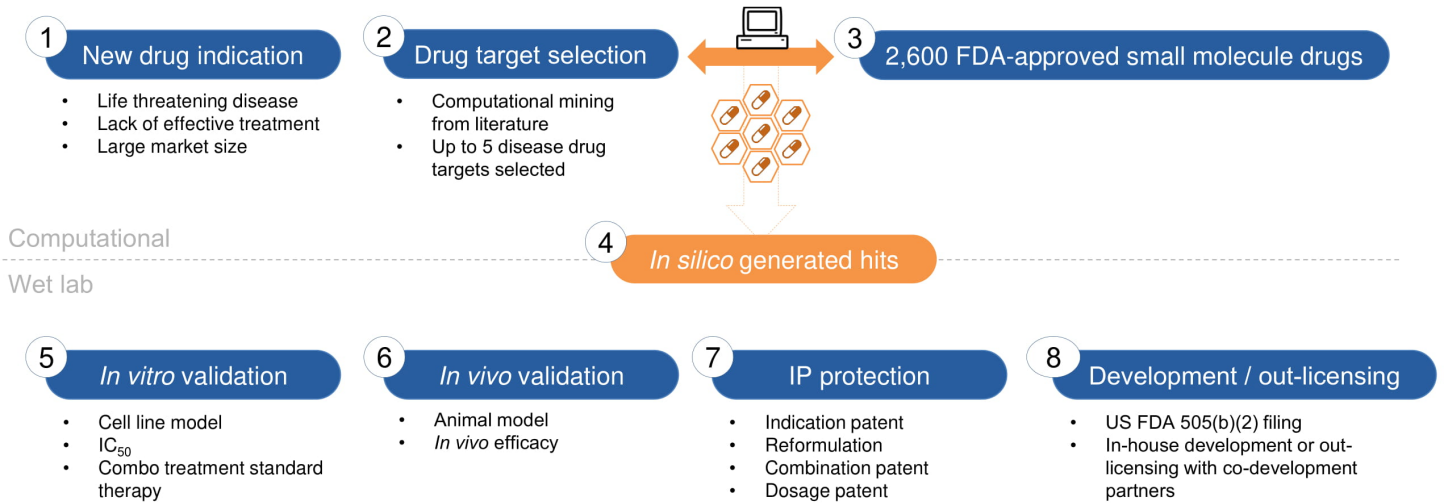 1
New drug indication
• Life threatening disease
• Lack of effective treatment
• Large market size
2
Drug target selection
• Computational mining
from literature
• Up to 5 disease drug
targets selected
3
2,600 FDA-approved small molecule drugs
Computational
4
In silico generated hits
Wet lab
5
In vitro validation
• Cell line model
• IC50
• Combo treatment standard
therapy
6
In vivo validation
• Animal model
• In vivo efficacy
7
IP protection
• Indication patent
• Reformulation
• Combination patent
• Dosage patent
8
Development / out-licensing
• US FDA 505(b)(2) filing
• In-house development or out-
licensing with co-development
partners